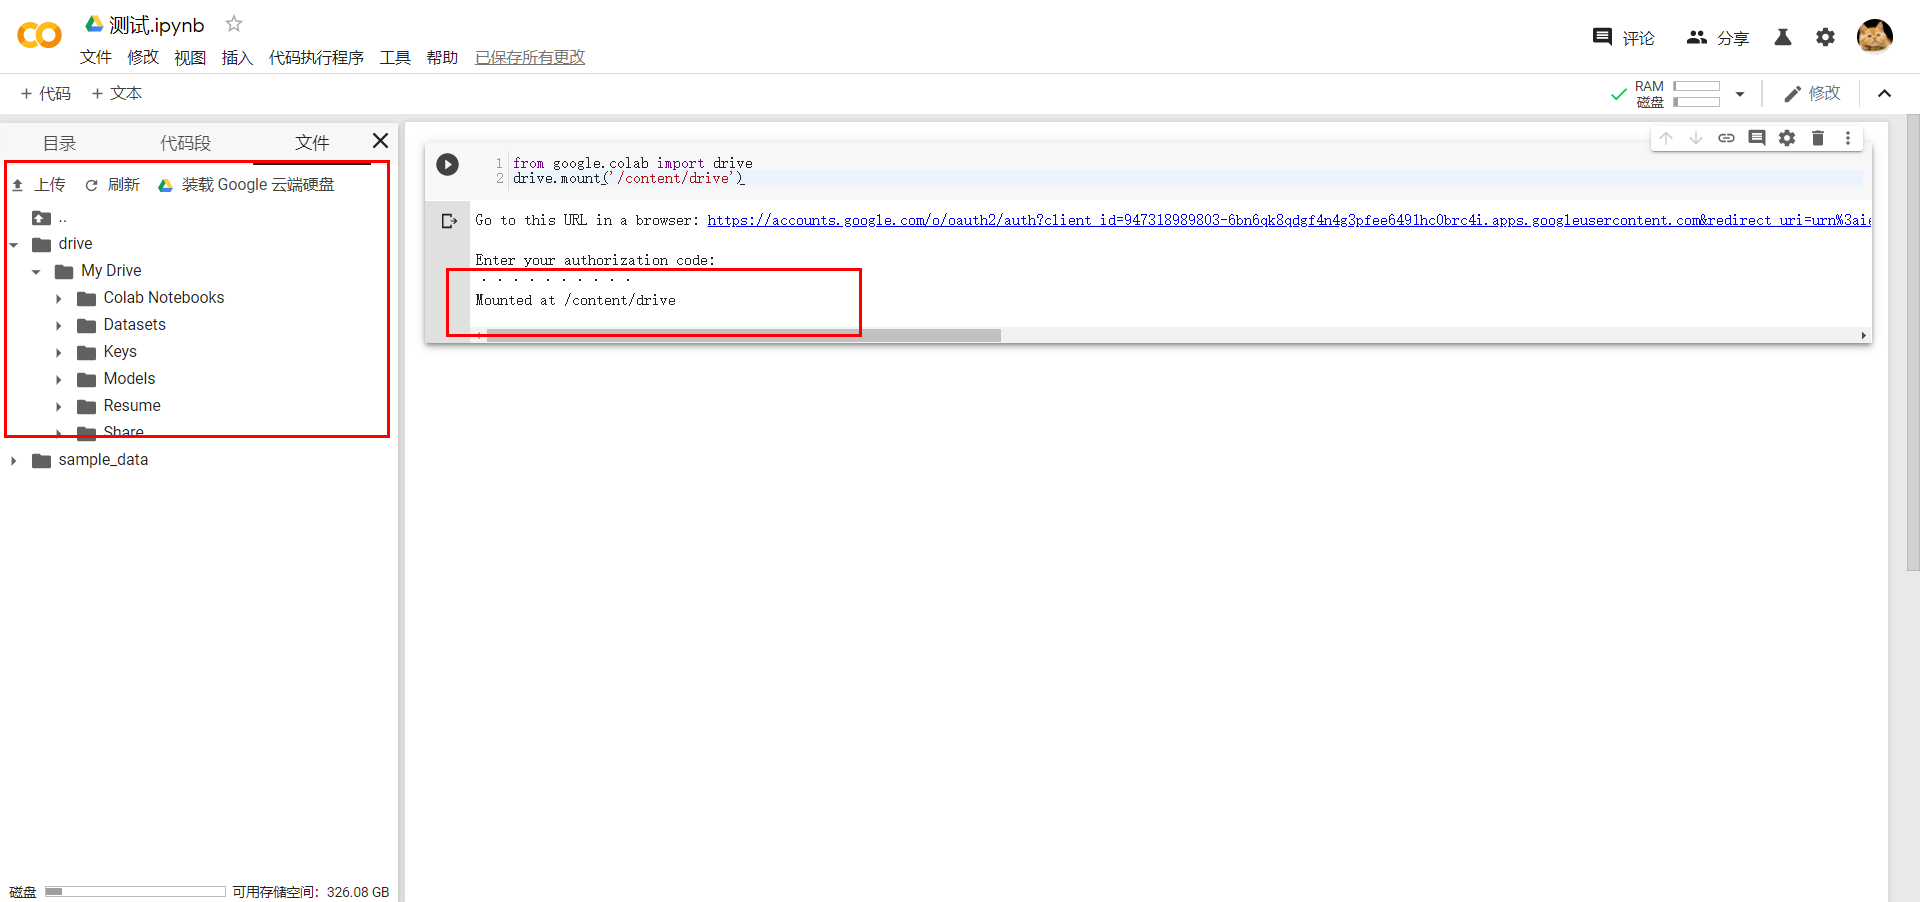 测试.ipynb
文件 修改 视图 插入 代码执行程序 工具 帮助 已保存所有更改
评论 分享
+ 代码 + 文本
RAM
磁盘
修改
目录 代码段 文件
上传 刷新 装载 Google 云端硬盘
..
drive
My Drive
Colab Notebooks
Datasets
Keys
Models
Resume
Share
sample_data
磁盘 可用存储空间: 326.08 GB
1 from google.colab import drive
2 drive.mount('/content/drive')
Go to this URL in a browser: https://accounts.google.com/o/oauth2/auth?client_id=947318989803-6bn6qk8qdgf4n4g3pfee6491hc0brc4i.apps.googleusercontent.com&redirect_uri=urn%3aie
Enter your authorization code:
··········
Mounted at /content/drive